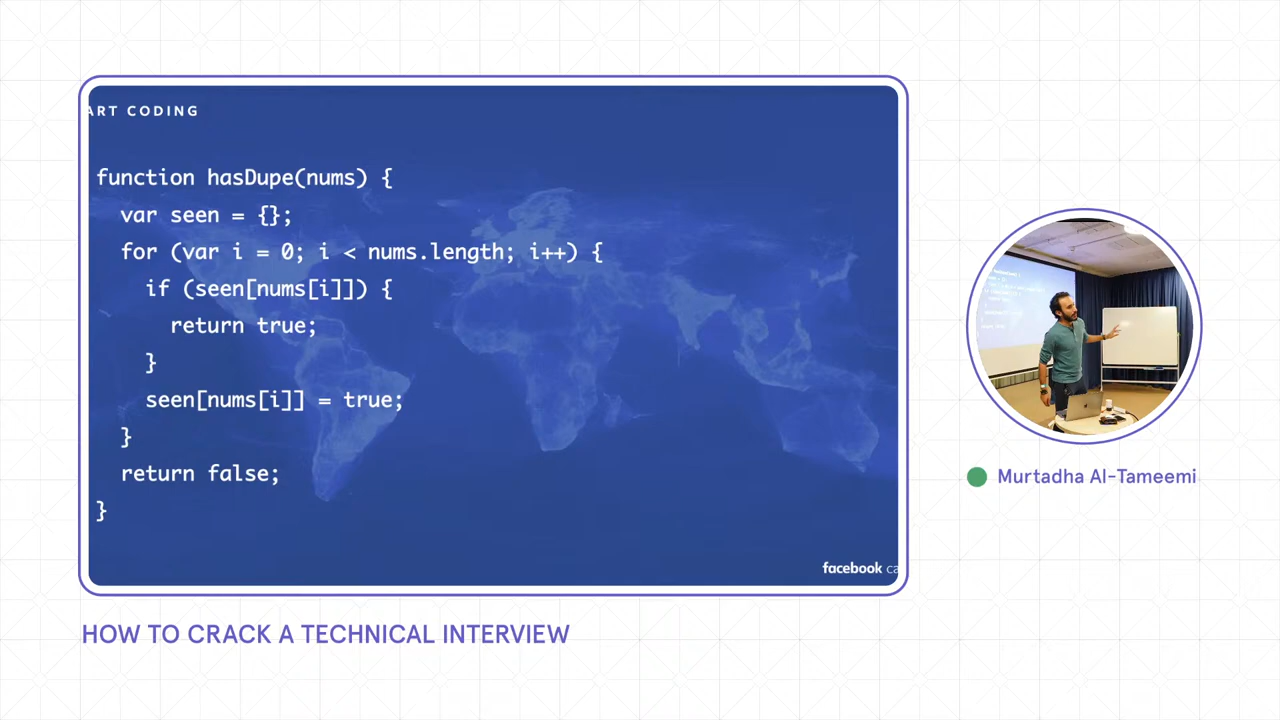 ART CODING
function hasDupe(nums) {
  var seen = {};
  for (var i = 0; i < nums.length; i++) {
    if (seen[nums[i]]) {
      return true;
    }
    seen[nums[i]] = true;
  }
  return false;
}
facebook ca
Murtadha Al-Tameemi
HOW TO CRACK A TECHNICAL INTERVIEW